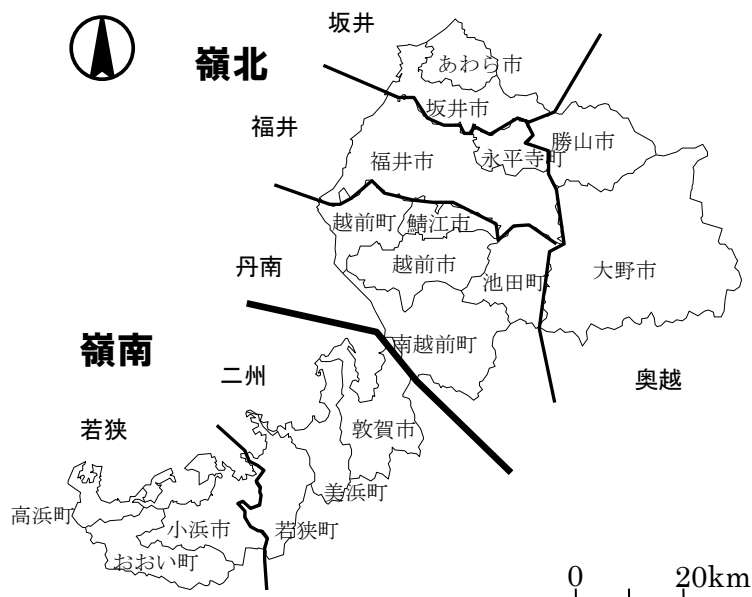 坂井
嶺北
あわら市
坂井市
福井
勝山市
永平寺町
福井市
越前町
鯖江市
丹南
越前市
池田町
大野市
嶺南
南越前町
二州
奥越
若狭
敦賀市
美浜町
高浜町
小浜市
若狭町
おおい町
0
20km